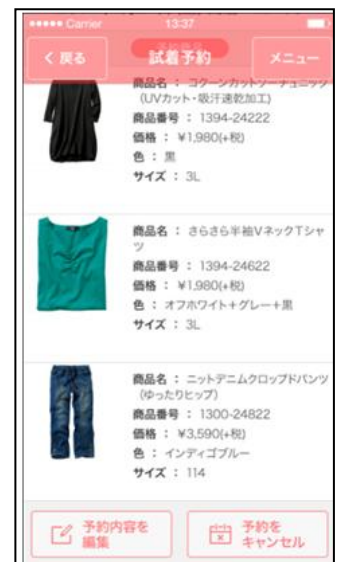 Carrier 13:37
戻る 試着予約 メニュー
商品名 : コクーンカットソーチュニック
(UVカット・吸汗速乾加工)
商品番号 : 1394-24222
価格 : ¥1,980(+税)
色 : 黒
サイズ : 3L
商品名 : さらさら半袖VネックTシャ
ツ
商品番号 : 1394-24622
価格 : ¥1,980(+税)
色 : オフホワイト+グレー+黒
サイズ : 3L
商品名 : ニットデニムクロップドパンツ
(ゆったりヒップ)
商品番号 : 1300-24822
価格 : ¥3,590(+税)
色 : インディゴブルー
サイズ : 114
予約内容を
編集
予約を
キャンセル